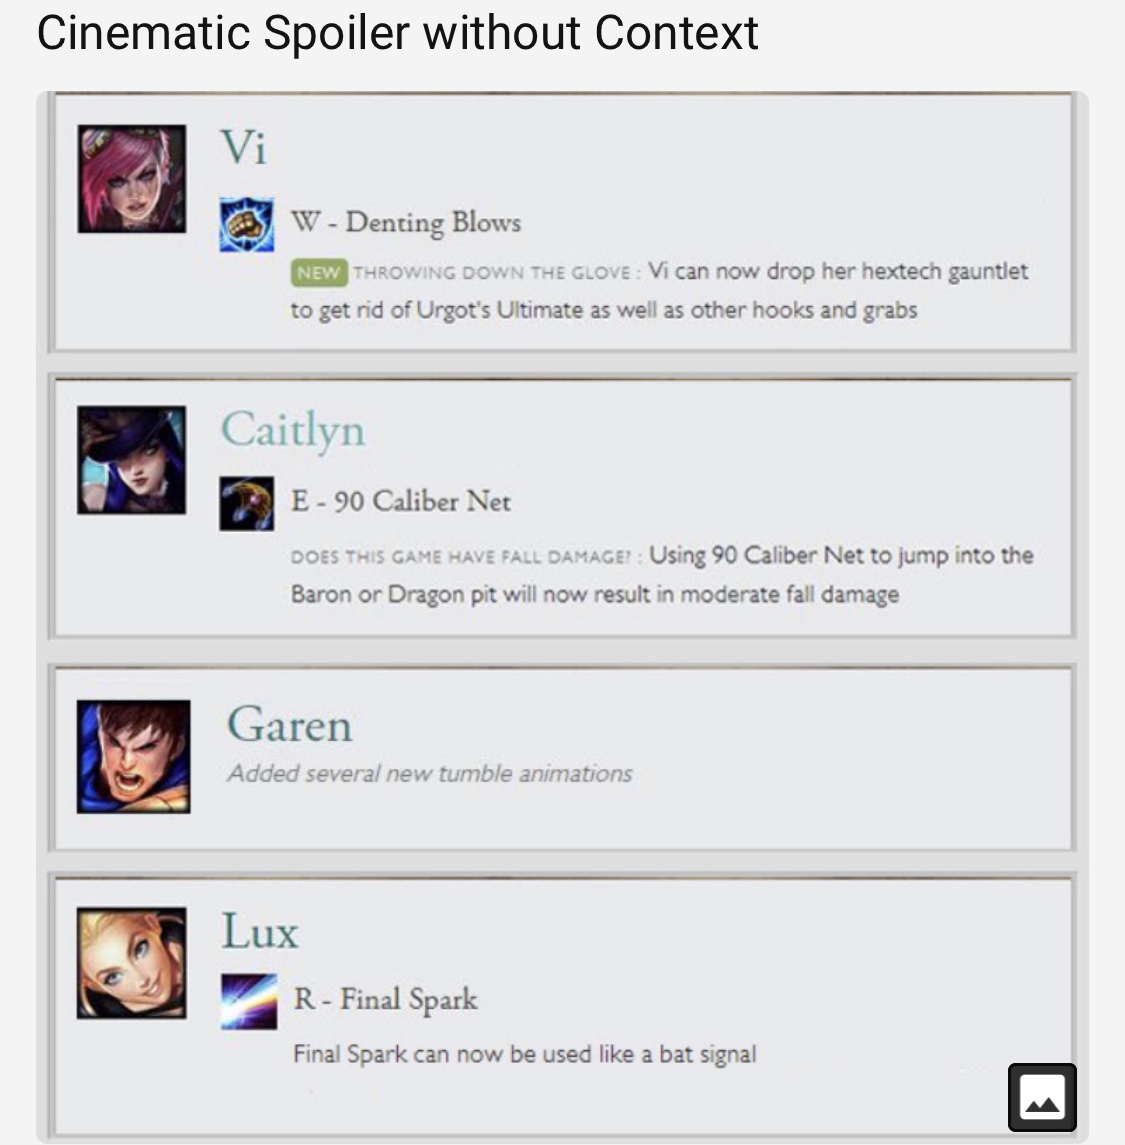 Cinematic Spoiler without Context
Vi
W - Denting Blows
NEW THROWING DOWN THE GLOVE : Vi can now drop her hextech gauntlet
to get rid of Urgot's Ultimate as well as other hooks and grabs
Caitlyn
E - 90 Caliber Net
DOES THIS GAME HAVE FALL DAMAGE? : Using 90 Caliber Net to jump into the
Baron or Dragon pit will now result in moderate fall damage
Garen
Added several new tumble animations
Lux
R - Final Spark
Final Spark can now be used like a bat signal